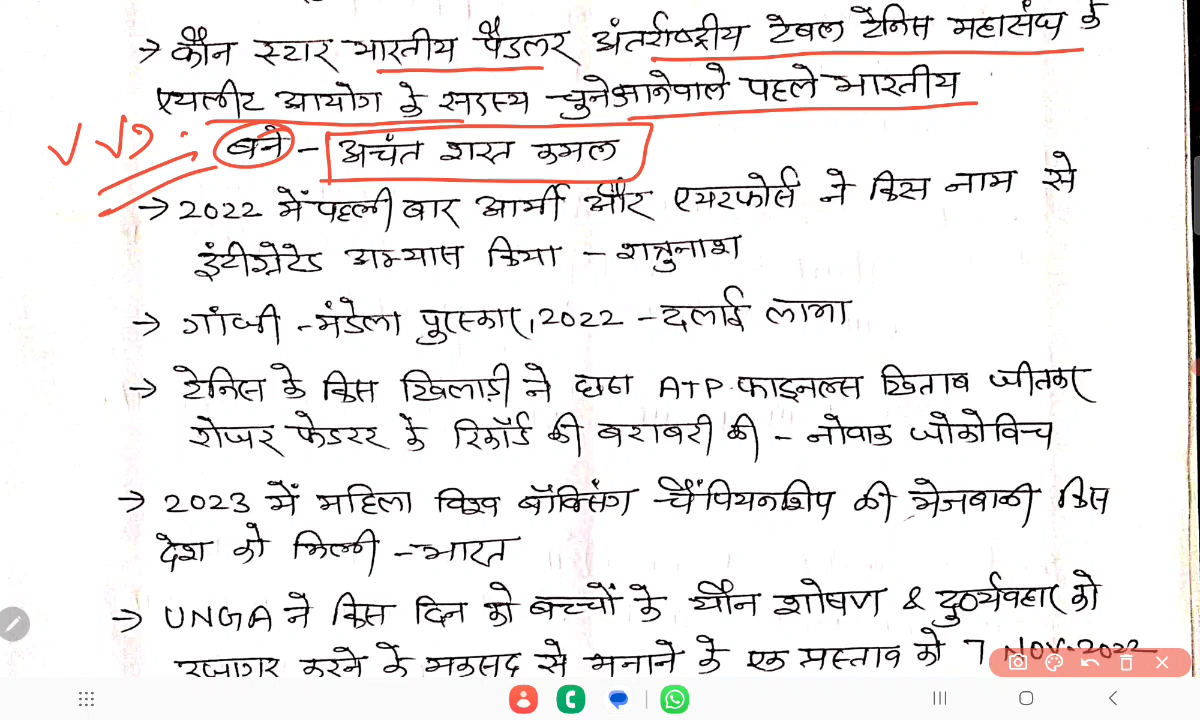 → कौन स्टार भारतीय पैडलर अंतर्राष्ट्रीय टेबल टेनिस महासंघ के
एथलीट आयोग के सदस्य चुनेजानेवाले पहले भारतीय
बने - अचंत शरत कमल
→ 2022 में पहली बार आर्मी और एयरफोर्स ने किस नाम से
इंटीग्रेटेड अभ्यास किया - शत्रुनाश
→ गांधी - मंडेला पुरस्कार, 2022 - दलाई लामा
→ टेनिस के किस खिलाड़ी ने छठा ATP फाइनल्स खिताब जीतकर
रोजर फेडरर के रिकॉर्ड की बराबरी की - नोवाक जोकोविच
→ 2023 में महिला विश्व बॉक्सिंग चैंपियनशिप की मेजबानी किस
देश को मिली - भारत
→ UNGA ने किस दिन को बच्चों के यौन शोषण & दुर्व्यवहार को
उजागर करने के मकसद से मनाने के एक प्रस्ताव को 7 NOV. 2022